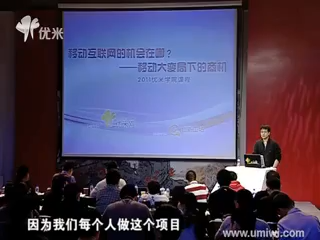 优米
移动互联网的机会在哪?
——移动大变局下的商机
2011优米学院课程
因为我们每个人做这个项目
www.umiwi.com